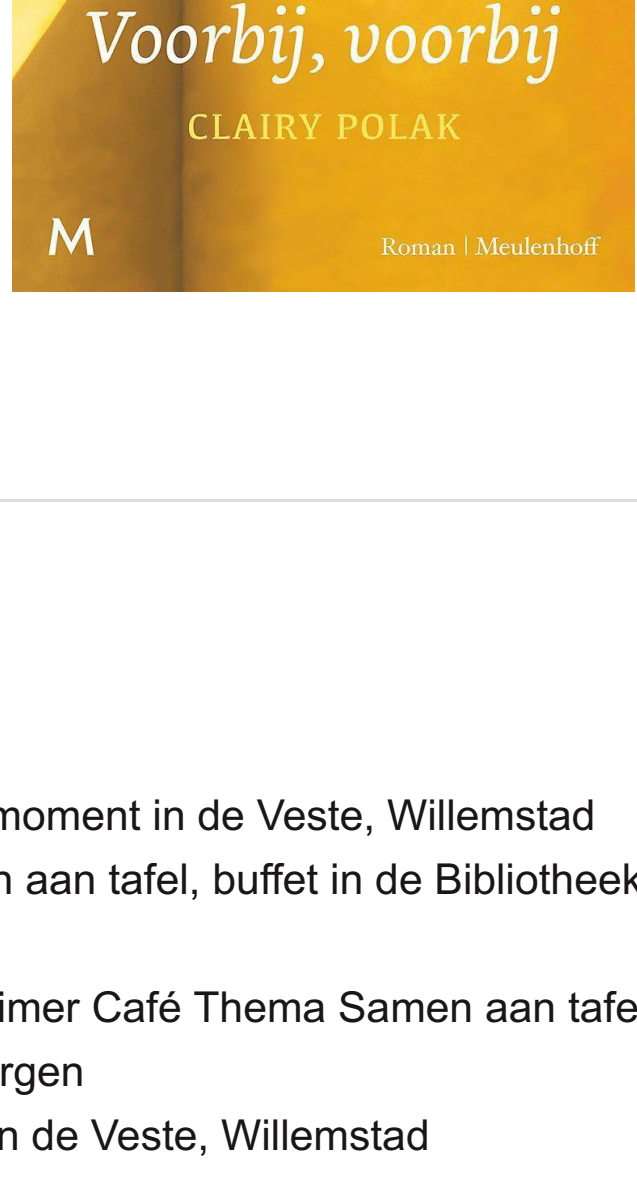 Voorbij, voorbij
CLAIRY POLAK
M
Roman | Meulenhoff
moment in de Veste, Willemstad
n aan tafel, buffet in de Bibliotheek
imer Café Thema Samen aan tafe
rgen
n de Veste, Willemstad